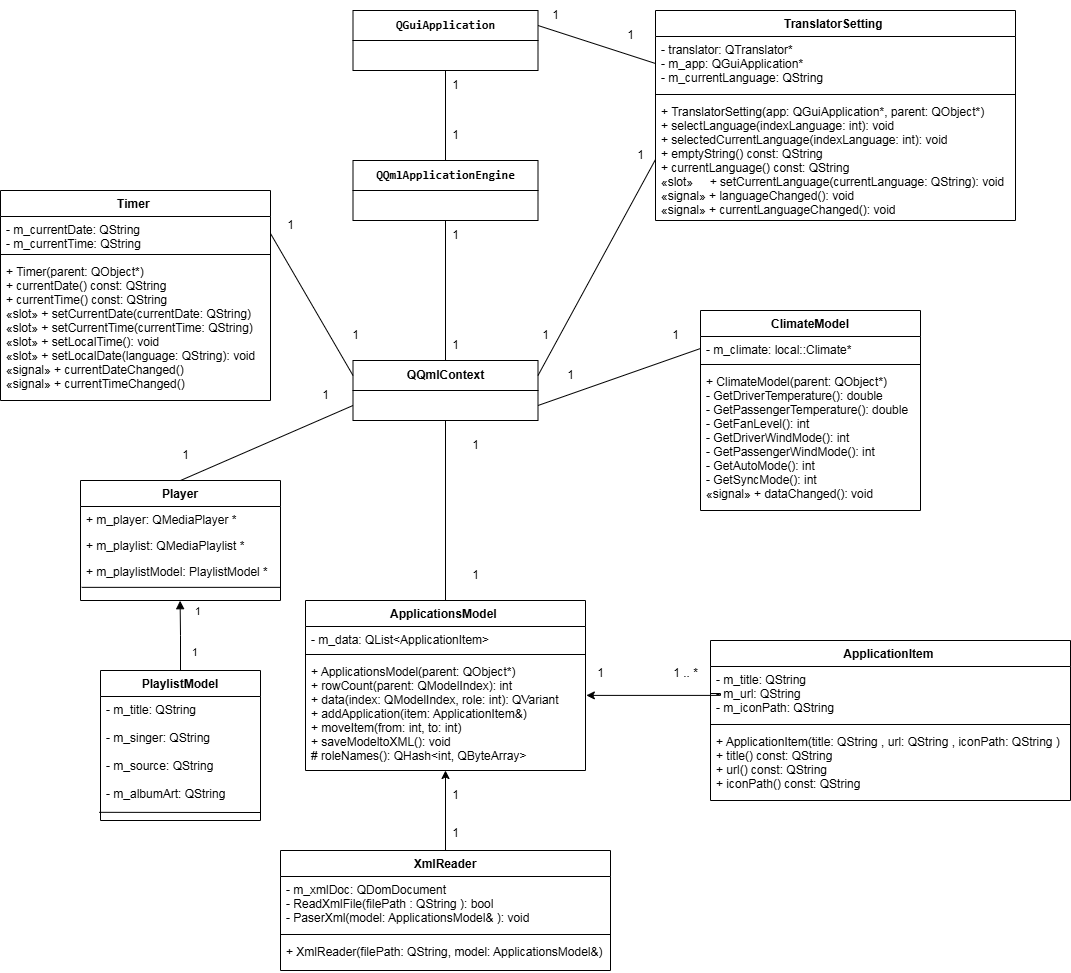 QGuiApplication
1
1
1
1
TranslatorSetting
- translator: QTranslator*
- m_app: QGuiApplication*
- m_currentLanguage: QString
+ TranslatorSetting(app: QGuiApplication*, parent: QObject*)
+ selectLanguage(indexLanguage: int): void
+ selectedCurrentLanguage(indexLanguage: int): void
+ emptyString() const: QString
+ currentLanguage() const: QString
«slot» + setCurrentLanguage(currentLanguage: QString): void
«signal» + languageChanged(): void
«signal» + currentLanguageChanged(): void
QQmlApplicationEngine
1
1
1
1
Timer
- m_currentDate: QString
- m_currentTime: QString
+ Timer(parent: QObject*)
+ currentDate() const: QString
+ currentTime() const: QString
«slot» + setCurrentDate(currentDate: QString)
«slot» + setCurrentTime(currentTime: QString)
«slot» + setLocalTime(): void
«slot» + setLocalDate(language: QString): void
«signal» + currentDateChanged()
«signal» + currentTimeChanged()
1
1
QQmlContext
1
1
ClimateModel
- m_climate: local::Climate*
+ ClimateModel(parent: QObject*)
- GetDriverTemperature(): double
- GetPassengerTemperature(): double
- GetFanLevel(): int
- GetDriverWindMode(): int
- GetPassengerWindMode(): int
- GetAutoMode(): int
- GetSyncMode(): int
«signal» + dataChanged(): void
1
1
Player
+ m_player: QMediaPlayer *
+ m_playlist: QMediaPlaylist *
+ m_playlistModel: PlaylistModel *
1
1
PlaylistModel
- m_title: QString
- m_singer: QString
- m_source: QString
- m_albumArt: QString
1
1
ApplicationsModel
- m_data: QList<ApplicationItem>
+ ApplicationsModel(parent: QObject*)
+ rowCount(parent: QModelIndex): int
+ data(index: QModelIndex, role: int): QVariant
+ addApplication(item: ApplicationItem&)
+ moveItem(from: int, to: int)
+ saveModeltoXML(): void
# roleNames(): QHash<int, QByteArray>
1
1 .. *
ApplicationItem
- m_title: QString
- m_url: QString
- m_iconPath: QString
+ ApplicationItem(title: QString , url: QString , iconPath: QString )
+ title() const: QString
+ url() const: QString
+ iconPath() const: QString
1
1
XmlReader
- m_xmlDoc: QDomDocument
- ReadXmlFile(filePath : QString ): bool
- PaserXml(model: ApplicationsModel& ): void
+ XmlReader(filePath: QString, model: ApplicationsModel&)